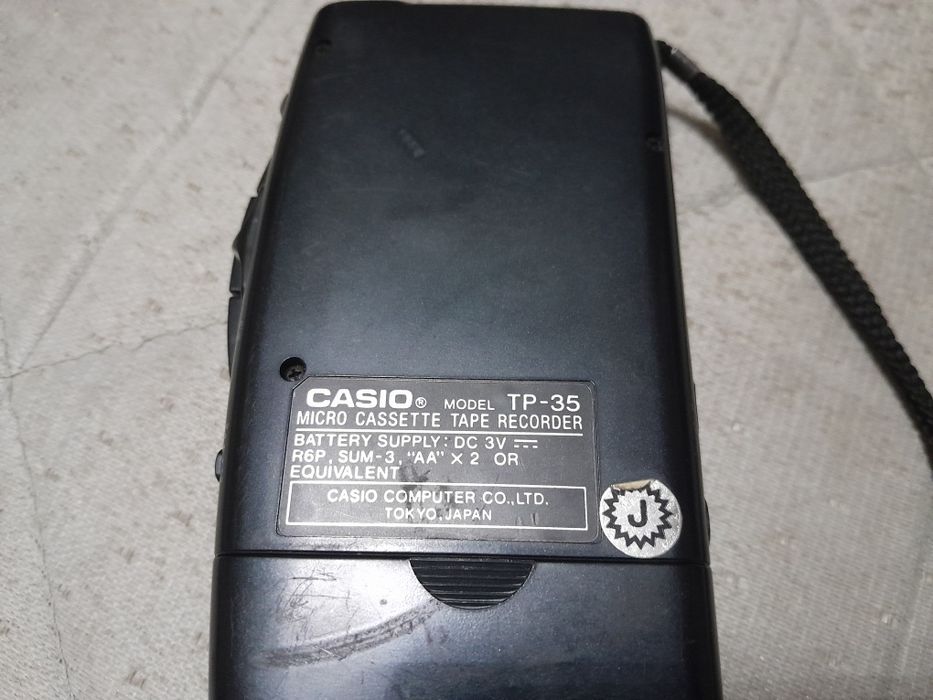 CASIO® MODEL TP-35
MICRO CASSETTE TAPE RECORDER
BATTERY SUPPLY: DC 3V ⎓
R6P, SUM-3, "AA" × 2 OR
EQUIVALENT
CASIO COMPUTER CO.,LTD.
TOKYO,JAPAN
J